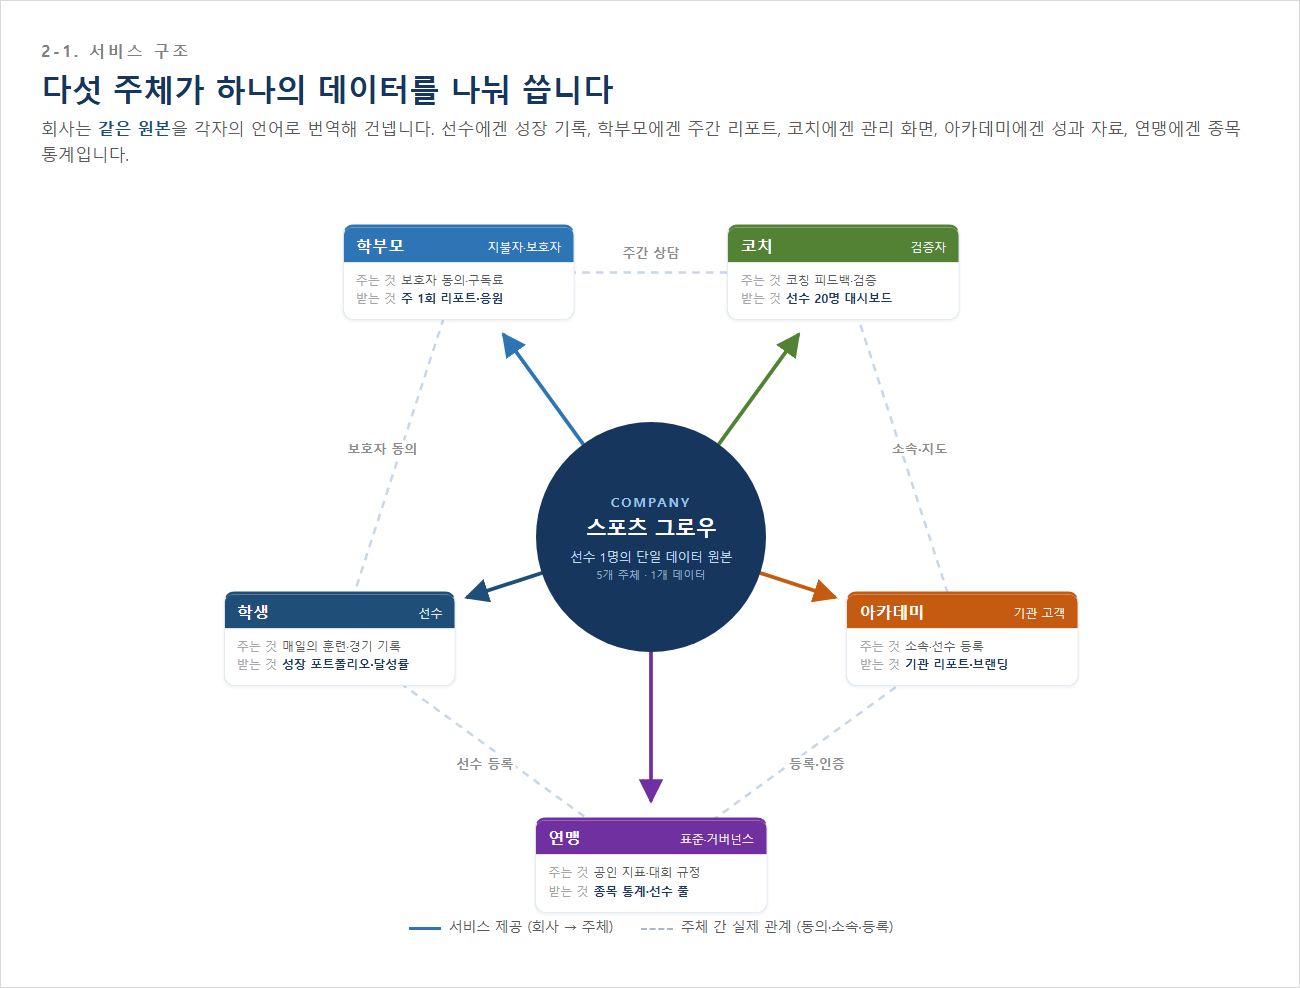 2-1. 서비스 구조
다섯 주체가 하나의 데이터를 나눠 씁니다
회사는 같은 원본을 각자의 언어로 번역해 건넵니다. 선수에겐 성장 기록, 학부모에겐 주간 리포트, 코치에겐 관리 화면, 아카데미에겐 성과 자료, 연맹에겐 종목
통계입니다.
학부모 지불자·보호자
주는 것 보호자 동의·구독료
받는 것 주 1회 리포트·응원
주간 상담
코치 검증자
주는 것 코칭 피드백·검증
받는 것 선수 20명 대시보드
보호자 동의
소속·지도
COMPANY
스포츠 그로우
선수 1명의 단일 데이터 원본
5개 주체 · 1개 데이터
학생 선수
주는 것 매일의 훈련·경기 기록
받는 것 성장 포트폴리오·달성률
아카데미 기관 고객
주는 것 소속·선수 등록
받는 것 기관 리포트·브랜딩
선수 등록
등록·인증
연맹 표준·거버넌스
주는 것 공인 지표·대회 규정
받는 것 종목 통계·선수 풀
서비스 제공 (회사 → 주체)
주체 간 실제 관계 (동의·소속·등록)